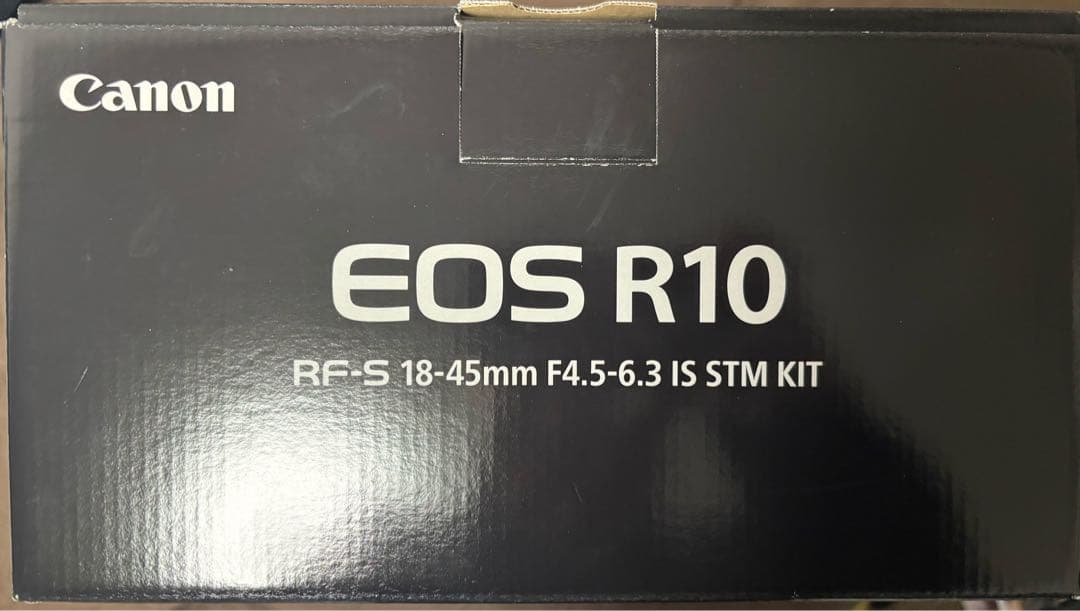 Canon
EOS R10
RF-S 18-45mm F4.5-6.3 IS STM KIT